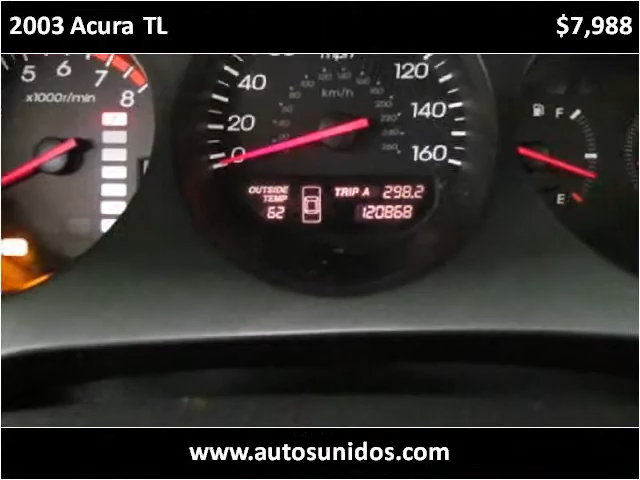 2003 Acura TL
$7,988
5 6 7 8
x1000r/min
mph
km/h
0 20 40 120 140 160
F
E
OUTSIDE TEMP 62
TRIP A 298.2
120868
www.autosunidos.com